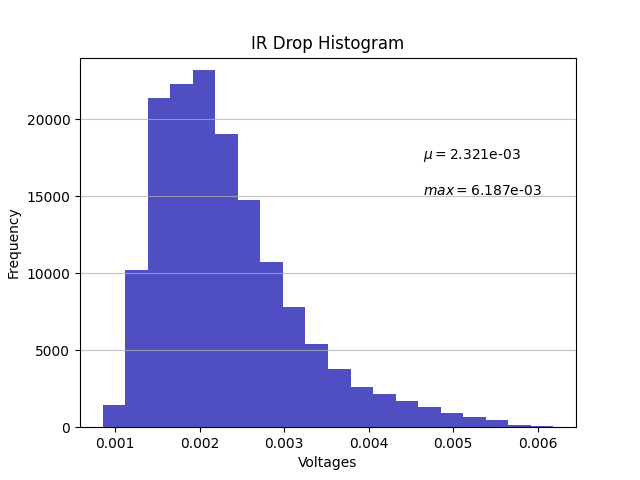 IR Drop Histogram
Frequency
20000
15000
10000
5000
0
μ = 2.321e-03
max = 6.187e-03
0.001 0.002 0.003 0.004 0.005 0.006
Voltages